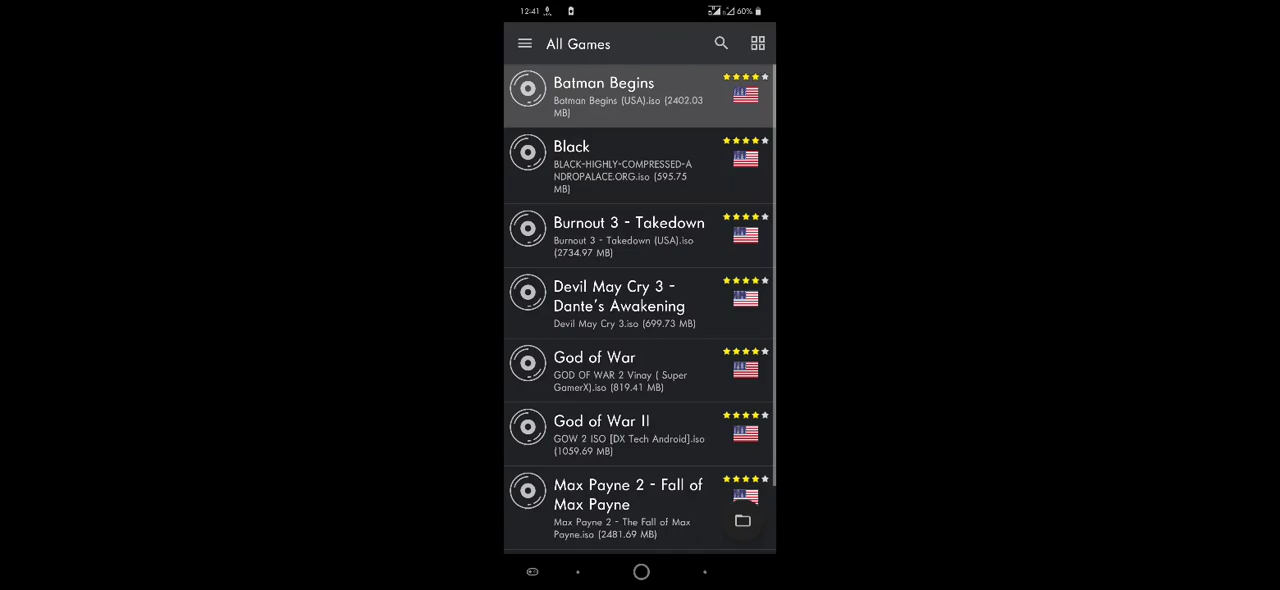 12:41
60%
All Games
Batman Begins
Batman Begins (USA).iso (2402.03
MB)
Black
BLACK-HIGHLY-COMPRESSED-A
NDROPALACE.ORG.iso (595.75
MB)
Burnout 3 - Takedown
Burnout 3 - Takedown (USA).iso
(2734.97 MB)
Devil May Cry 3 -
Dante's Awakening
Devil May Cry 3.iso (699.73 MB)
God of War
GOD OF WAR 2 Vinay ( Super
GamerX).iso (819.41 MB)
God of War II
GOW 2 ISO [DX Tech Android].iso
(1059.69 MB)
Max Payne 2 - Fall of
Max Payne
Max Payne 2 - The Fall of Max
Payne.iso (2481.69 MB)